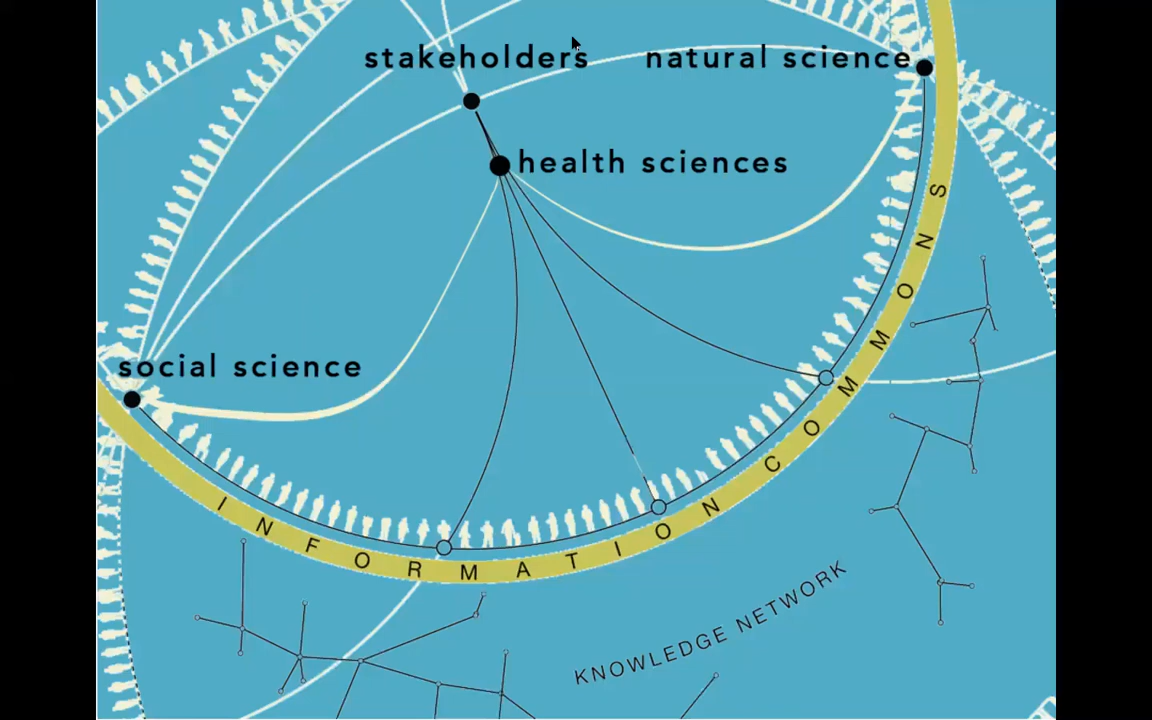 stakeholders
natural science
health sciences
social science
INFORMATION COMMONS
KNOWLEDGE NETWORK